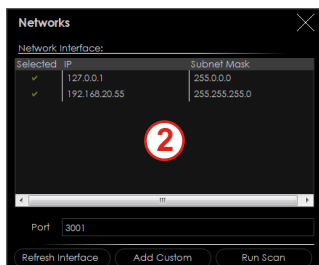 Networks
Network Interface:
Selected IP Subnet Mask
127.0.0.1 255.0.0.0
192.168.20.55 255.255.255.0
2
Port 3001
Refresh Interface Add Custom Run Scan